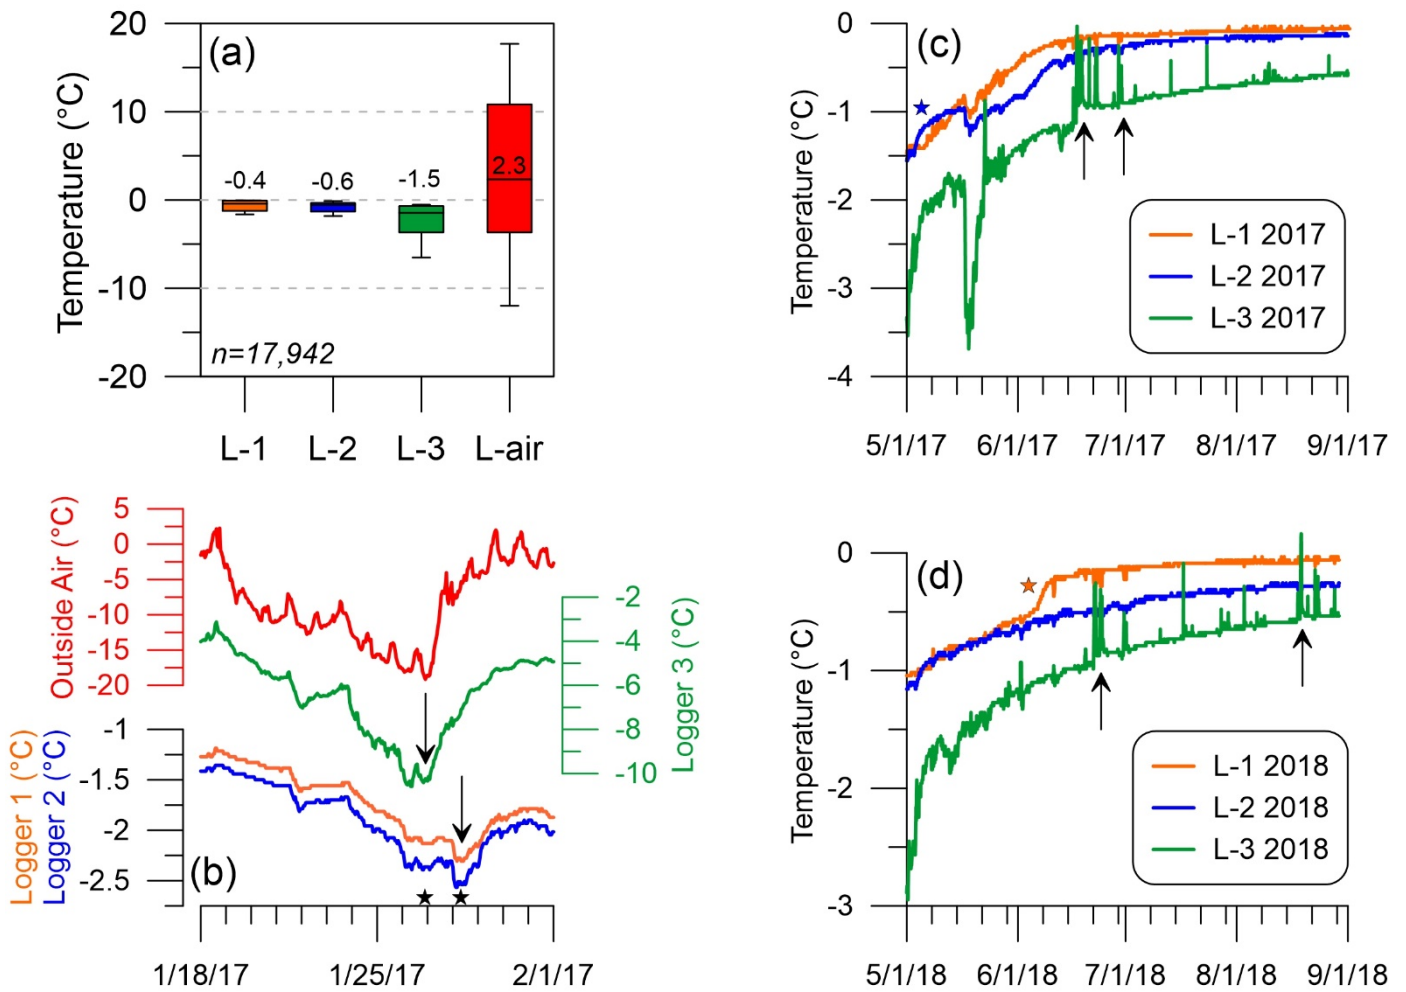 (a)
Temperature (°C)
20
10
0
-10
-20
-0.4
-0.6
-1.5
2.3
n=17,942
L-1
L-2
L-3
L-air
(c)
Temperature (°C)
0
-1
-2
-3
-4
L-1 2017
L-2 2017
L-3 2017
5/1/17
6/1/17
7/1/17
8/1/17
9/1/17
(b)
Outside Air (°C)
5
0
-5
-10
-15
-20
Logger 3 (°C)
-2
-4
-6
-8
-10
Logger 1 (°C)
Logger 2 (°C)
-1
-1.5
-2
-2.5
1/18/17
1/25/17
2/1/17
(d)
Temperature (°C)
0
-1
-2
-3
L-1 2018
L-2 2018
L-3 2018
5/1/18
6/1/18
7/1/18
8/1/18
9/1/18